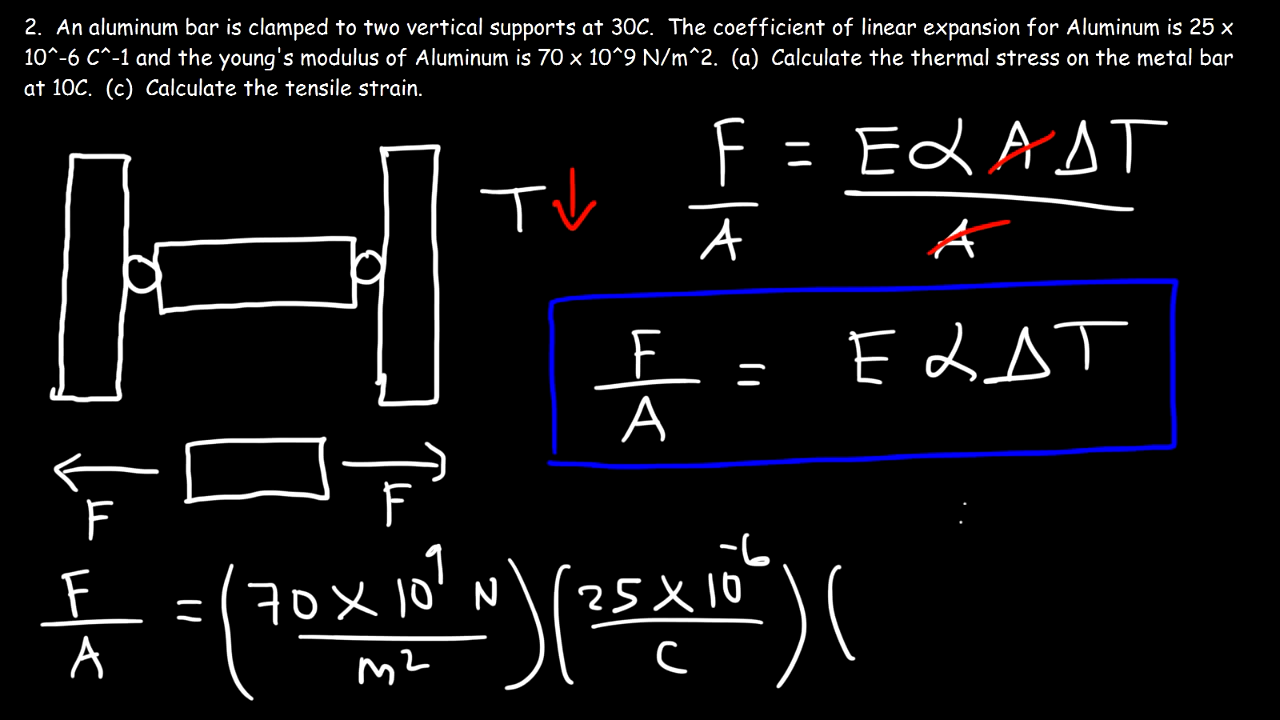 2. An aluminum bar is clamped to two vertical supports at 30C. The coefficient of linear expansion for Aluminum is 25 x
10^-6 C^-1 and the young's modulus of Aluminum is 70 x 10^9 N/m^2. (a) Calculate the thermal stress on the metal bar
at 10C. (c) Calculate the tensile strain.
F/A = EαAΔT/A
T↓
F/A = EαΔT
← F F →
F/A = (70 x 10^9 N/m^2)(25 x 10^-6/C)(